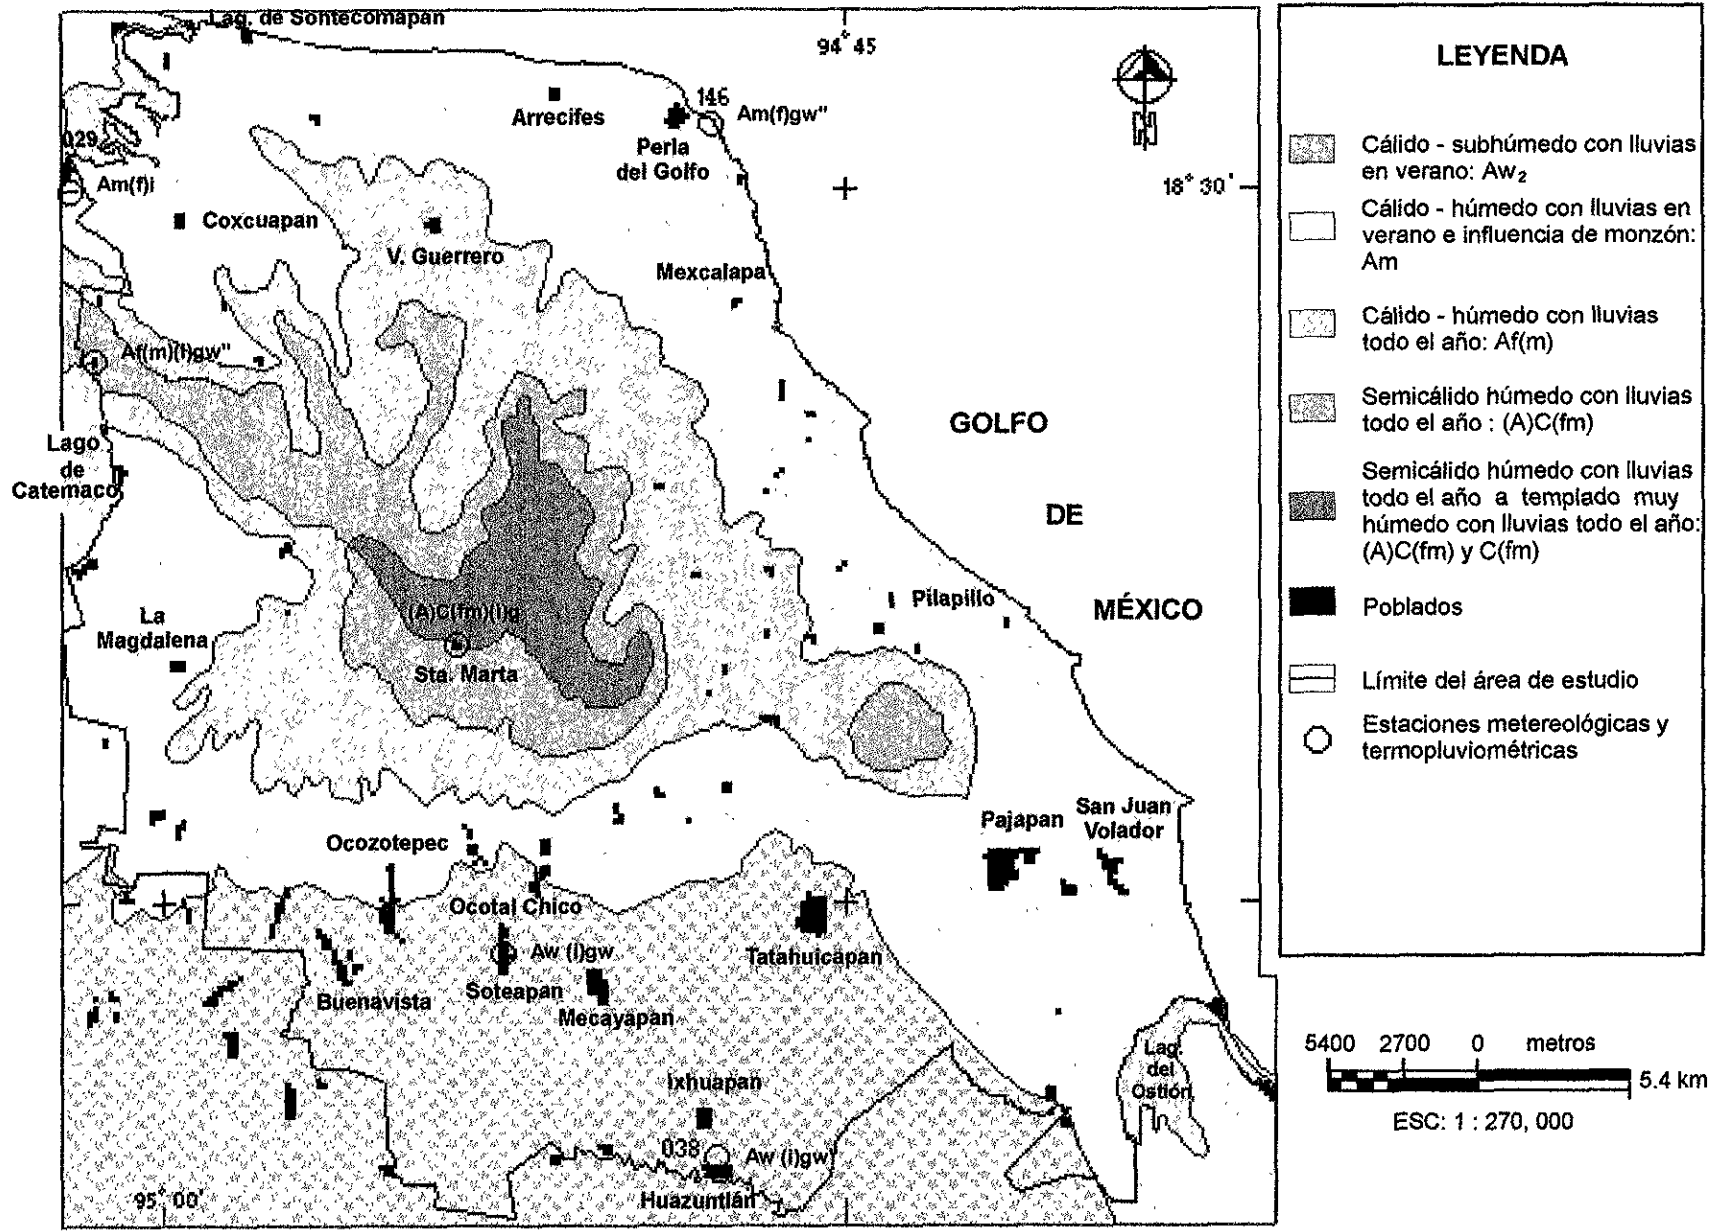 Lag. de Sontecomapan
94° 45'
146
Am(f)gw"
Arrecifes
Perla
del Golfo
029
Am(f)i
18° 30'
Coxcuapan
V. Guerrero
Mexcalapa
Af(m)(i)gw"
Lago
de
Catemaco
GOLFO
DE
MÉXICO
Pilapillo
La
Magdalena
(A)C(fm)(i)g
Sta. Marta
Pajapan
San Juan
Volador
Ocozotepec
Ocotal Chico
Aw (i)gw
Tatahuicapan
Buenavista
Soteapan
Mecayapan
Lag.
del
Ostión
Ixhuapan
038
Aw (i)gw
Huazuntlán
95° 00'
LEYENDA
Cálido - subhúmedo con lluvias
en verano: Aw₂
Cálido - húmedo con lluvias en
verano e influencia de monzón:
Am
Cálido - húmedo con lluvias
todo el año: Af(m)
Semicálido húmedo con lluvias
todo el año : (A)C(fm)
Semicálido húmedo con lluvias
todo el año a templado muy
húmedo con lluvias todo el año:
(A)C(fm) y C(fm)
Poblados
Límite del área de estudio
Estaciones metereológicas y
termopluviométricas
5400 2700 0 metros
5.4 km
ESC: 1 : 270, 000